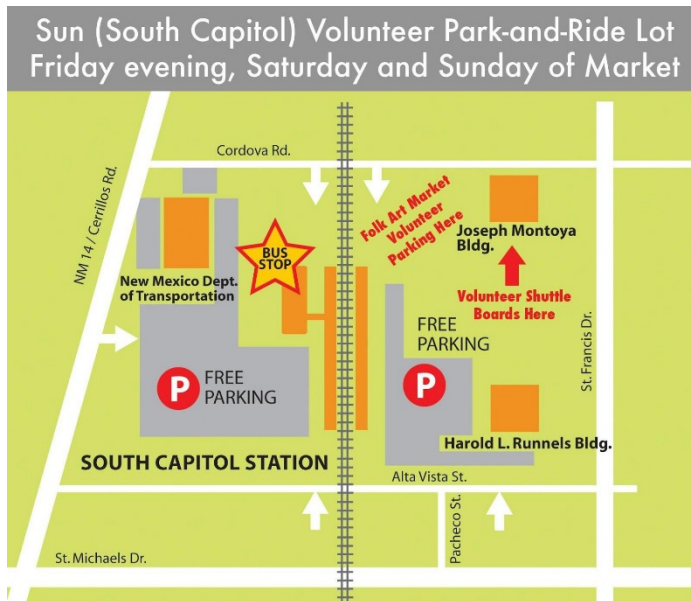 Sun (South Capitol) Volunteer Park-and-Ride Lot
Friday evening, Saturday and Sunday of Market
Cordova Rd.
NM 14 / Cerrillos Rd.
New Mexico Dept.
of Transportation
BUS
STOP
Folk Art Market
Volunteer
Parking Here
Joseph Montoya
Bldg.
Volunteer Shuttle
Boards Here
St. Francis Dr.
P
FREE
PARKING
FREE
PARKING
P
Harold L. Runnels Bldg.
SOUTH CAPITOL STATION
Alta Vista St.
Pacheco St.
St. Michaels Dr.